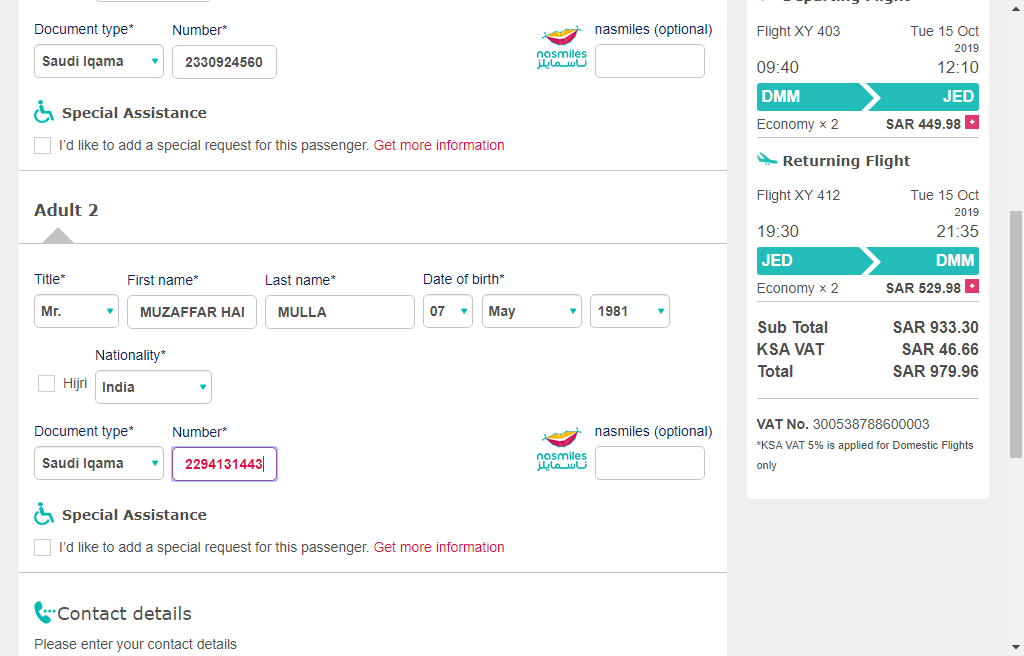 Document type*
Number*
nasmiles (optional)
Saudi Iqama
2330924560
nasmiles
ناسمايلز
Special Assistance
I'd like to add a special request for this passenger. Get more information
Adult 2
Title*
First name*
Last name*
Date of birth*
Mr.
MUZAFFAR HAI
MULLA
07
May
1981
Nationality*
Hijri
India
Document type*
Number*
nasmiles (optional)
Saudi Iqama
2294131443
nasmiles
ناسمايلز
Special Assistance
I'd like to add a special request for this passenger. Get more information
Contact details
Please enter your contact details
Flight XY 403
Tue 15 Oct
2019
09:40
12:10
DMM
JED
Economy × 2
SAR 449.98 +
Returning Flight
Flight XY 412
Tue 15 Oct
2019
19:30
21:35
JED
DMM
Economy × 2
SAR 529.98 +
Sub Total
SAR 933.30
KSA VAT
SAR 46.66
Total
SAR 979.96
VAT No. 300538788600003
*KSA VAT 5% is applied for Domestic Flights
only